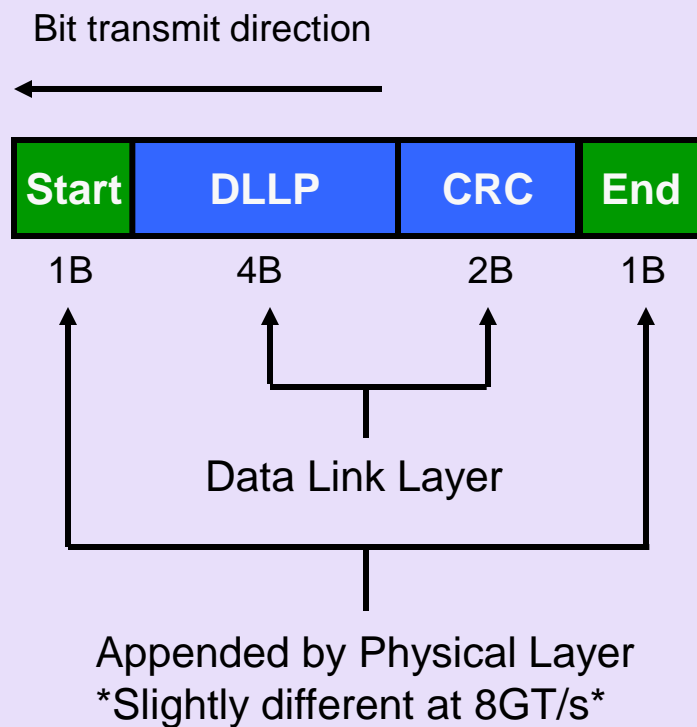 Bit transmit direction
Start DLLP CRC End
1B 4B 2B 1B
Data Link Layer
Appended by Physical Layer
*Slightly different at 8GT/s*